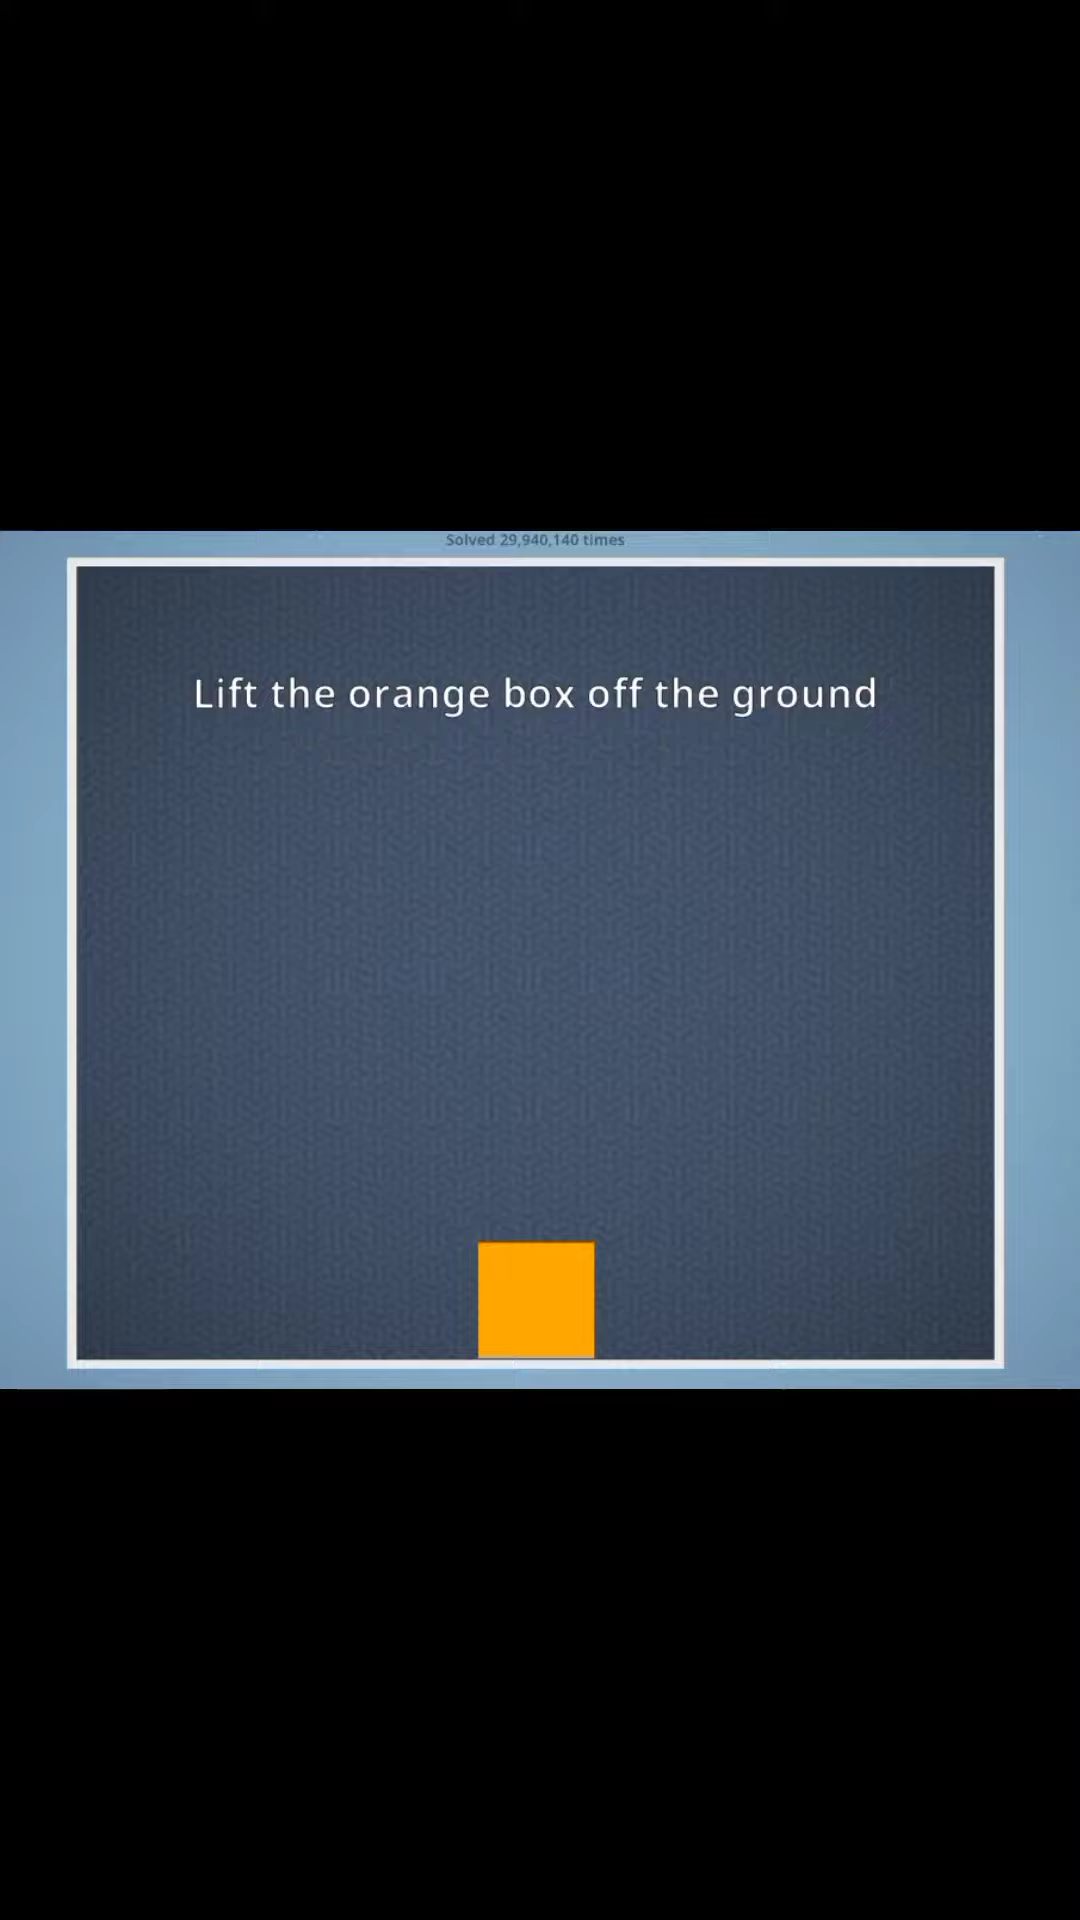 Solved 29,940,140 times
Lift the orange box off the ground